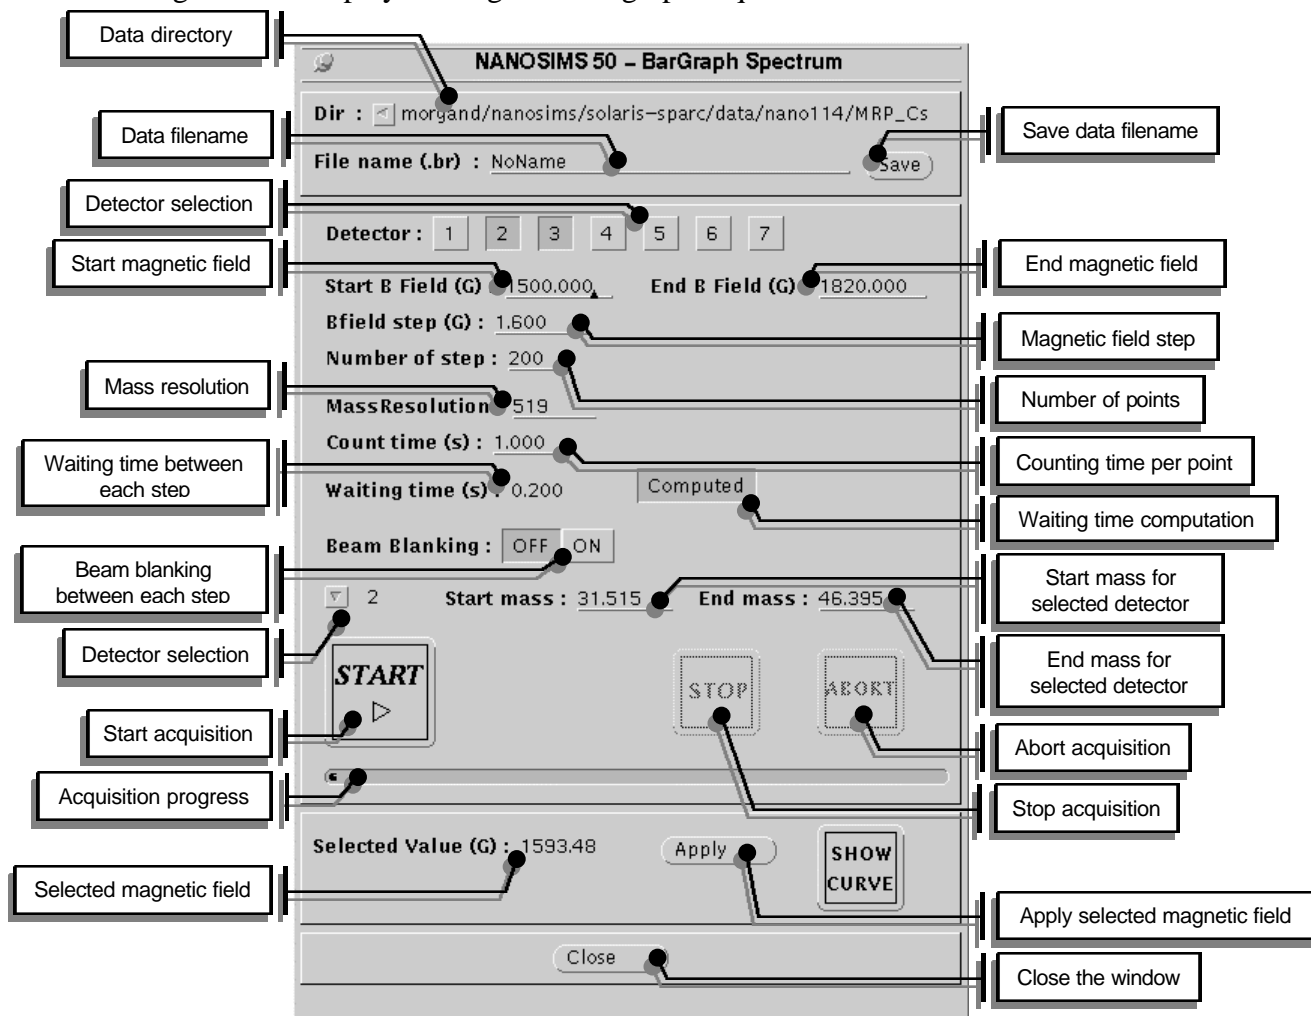 Data directory
NANOSIMS 50 – BarGraph Spectrum
Dir : morgand/nanosims/solaris-sparc/data/nano114/MRP_Cs
Data filename
Save data filename
File name (.br) : NoName
Save
Detector selection
Detector : 1 2 3 4 5 6 7
Start magnetic field
End magnetic field
Start B Field (G) 1500.000
End B Field (G) 1820.000
Bfield step (G) : 1.600
Magnetic field step
Number of step : 200
Mass resolution
Number of points
MassResolution 519
Count time (s) : 1.000
Waiting time between
each step
Counting time per point
Waiting time (s) : 0.200
Computed
Waiting time computation
Beam Blanking : OFF ON
Beam blanking
between each step
Start mass for
selected detector
2 Start mass : 31.515 End mass : 46.395
Detector selection
End mass for
selected detector
START
STOP
ABORT
Start acquisition
Abort acquisition
Acquisition progress
Stop acquisition
Selected Value (G) : 1593.48
Apply
SHOW
CURVE
Selected magnetic field
Apply selected magnetic field
Close
Close the window